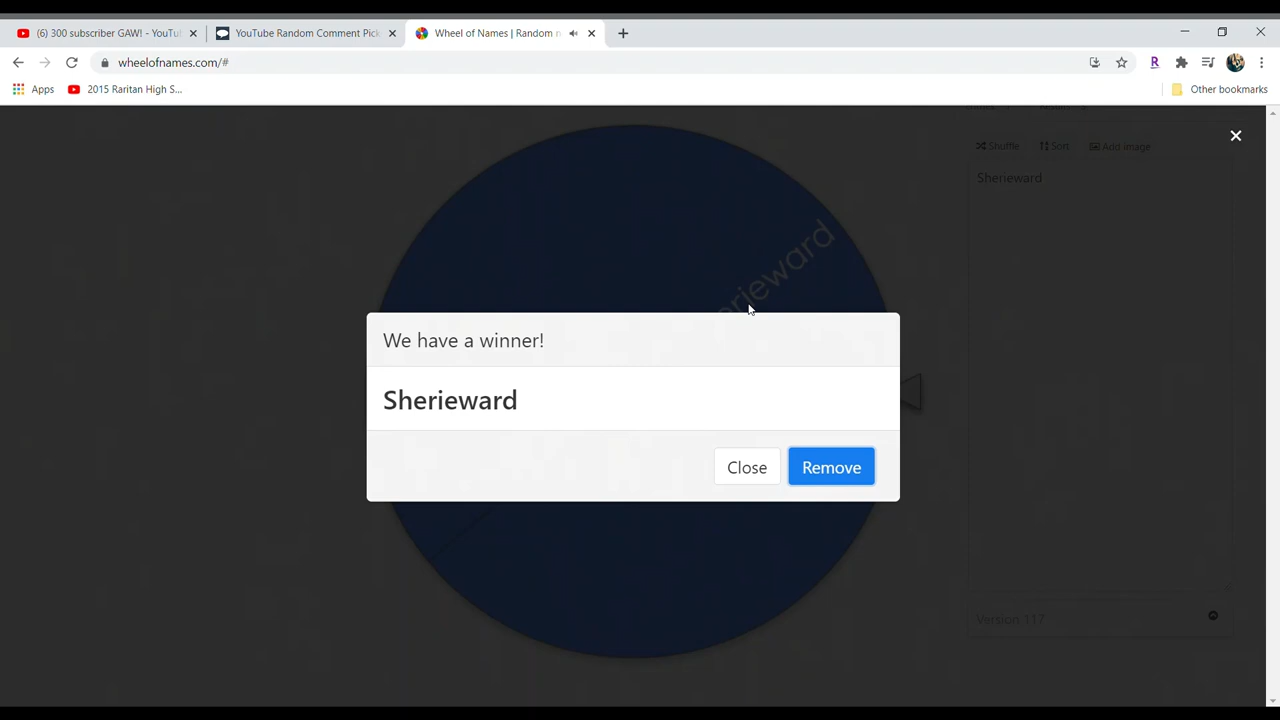 (6) 300 subscriber GAW! - YouTu
YouTube Random Comment Pick
Wheel of Names | Random n
wheelofnames.com/#
Apps
2015 Raritan High S...
Other bookmarks
Shuffle
Sort
Add image
Sherieward
We have a winner!
Sherieward
Close
Remove
Version 117